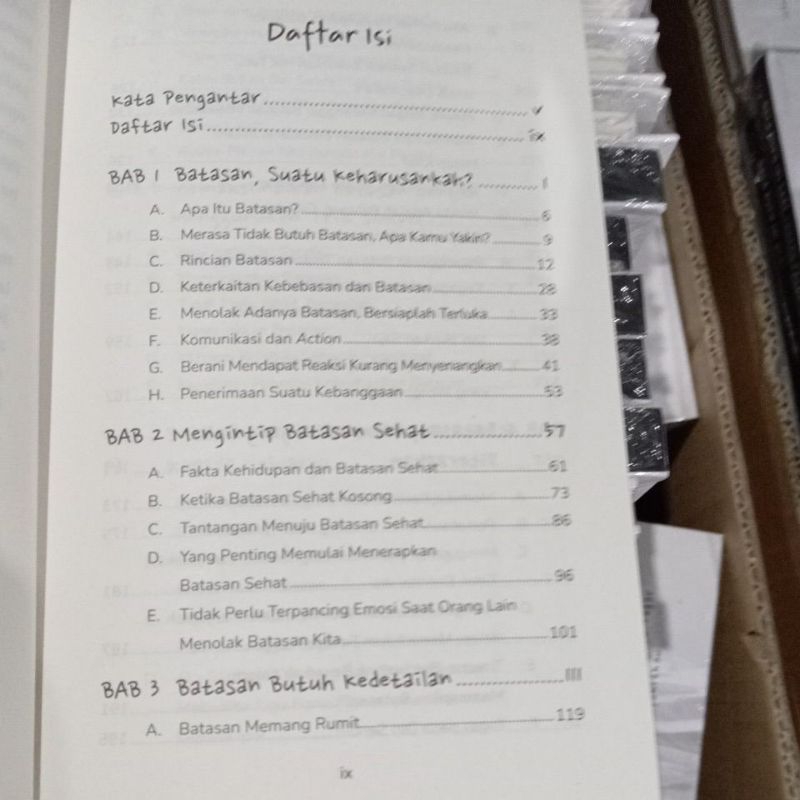 Daftar Isi
Kata Pengantar .......... v
Daftar Isi .......... ix
BAB 1 Batasan, Suatu Keharusankah? .......... 1
A. Apa Itu Batasan? .......... 6
B. Merasa Tidak Butuh Batasan, Apa Kamu Yakin? .......... 9
C. Rincian Batasan .......... 12
D. Keterkaitan Kebebasan dan Batasan .......... 28
E. Menolak Adanya Batasan, Bersiaplah Terluka .......... 33
F. Komunikasi dan Action .......... 38
G. Berani Mendapat Reaksi Kurang Menyenangkan .......... 41
H. Penerimaan Suatu Kebanggaan .......... 53
BAB 2 Mengintip Batasan Sehat .......... 57
A. Fakta Kehidupan dan Batasan Sehat .......... 61
B. Ketika Batasan Sehat Kosong .......... 73
C. Tantangan Menuju Batasan Sehat .......... 86
D. Yang Penting Memulai Menerapkan
Batasan Sehat .......... 96
E. Tidak Perlu Terpancing Emosi Saat Orang Lain
Menolak Batasan Kita .......... 101
BAB 3 Batasan Butuh Kedetailan .......... 111
A. Batasan Memang Rumit .......... 119
ix